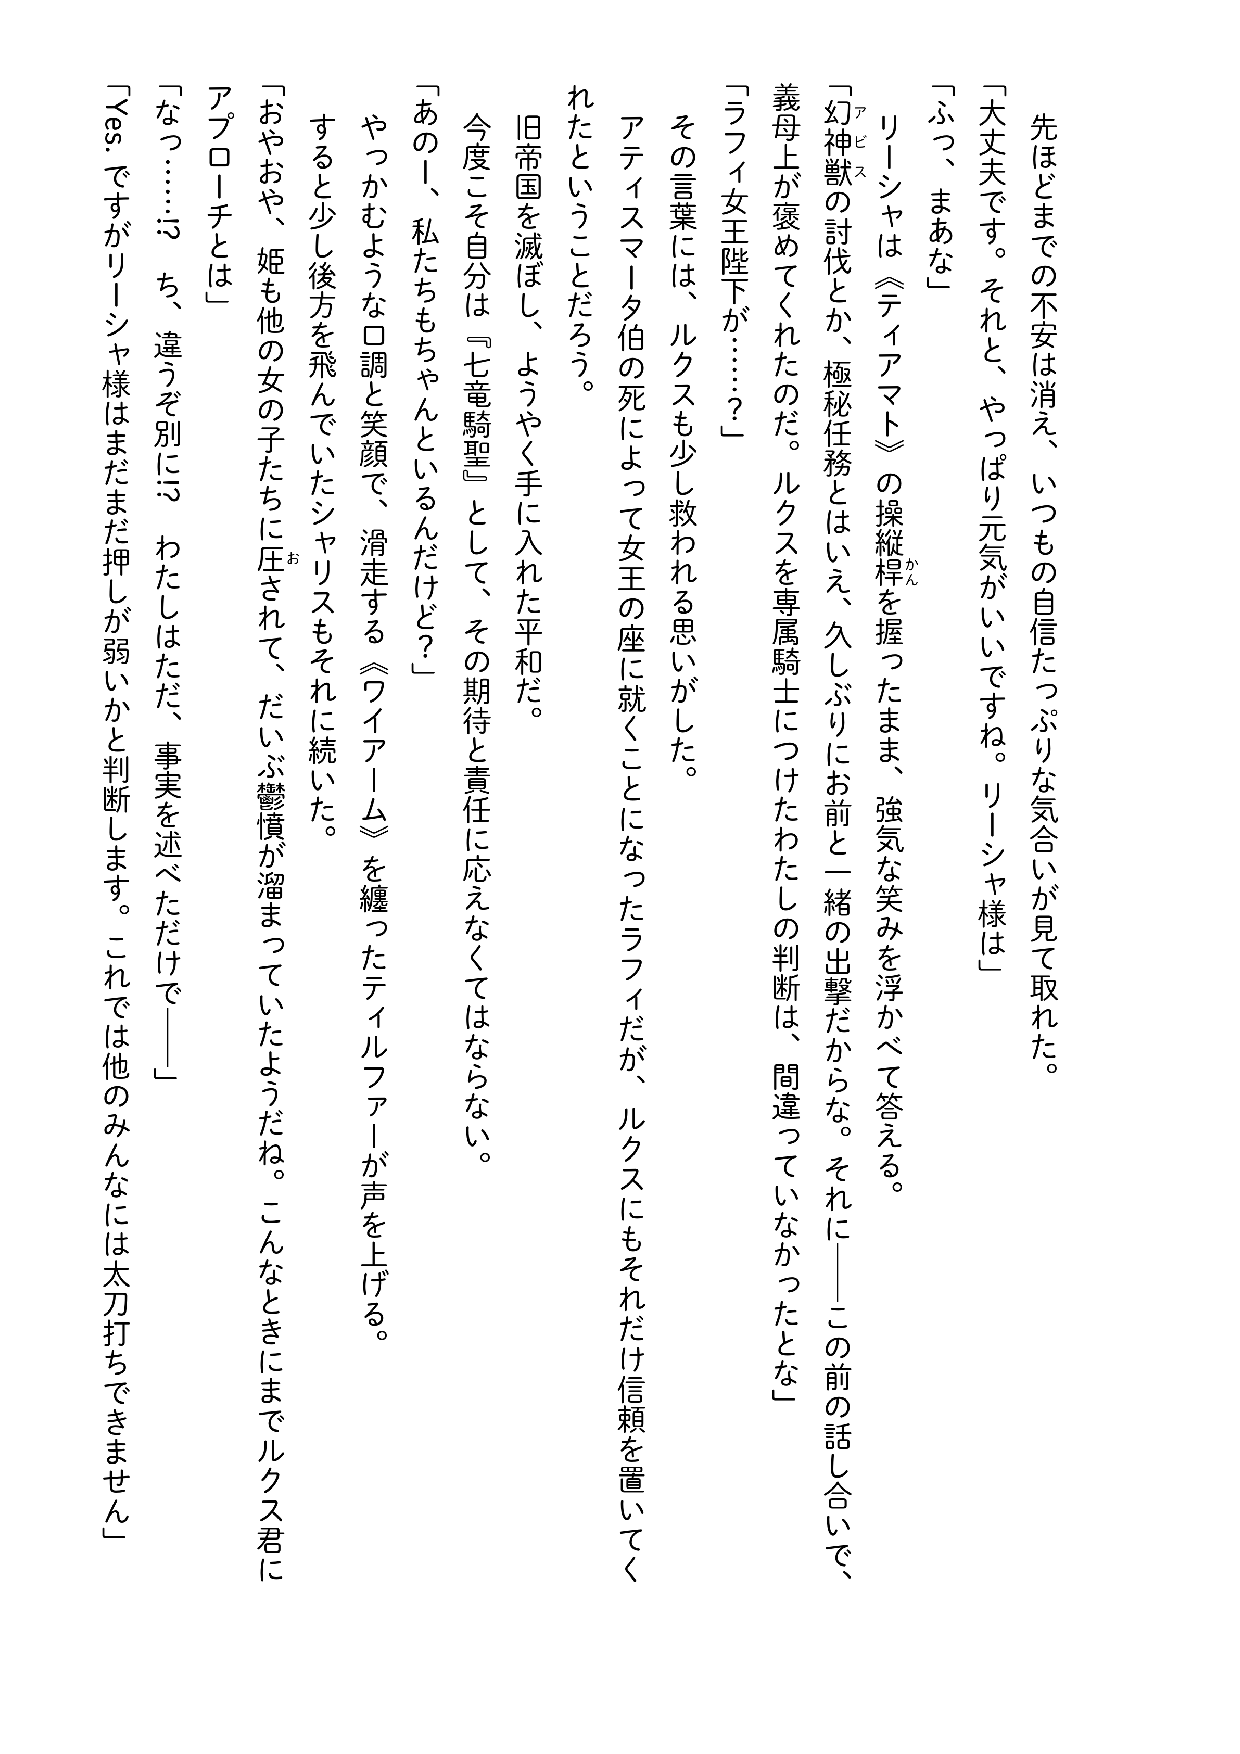 先ほどまでの不安は消え、いつもの自信たっぷりな気合いが見て取れた。
「大丈夫です。それと、やっぱり元気がいいですね。リーシャ様は」
「ふっ、まあな」
リーシャは《ティアマト》の操縦桿かんを握ったまま、強気な笑みを浮かべて答える。
「幻神獣アビスの討伐とか、極秘任務とはいえ、久しぶりにお前と一緒の出撃だからな。それに――この前の話し合いで、
義母上が褒めてくれたのだ。ルクスを専属騎士につけたわたしの判断は、間違っていなかったとな」
「ラフィ女王陛下が……？」
その言葉には、ルクスも少し救われる思いがした。
アティスマータ伯の死によって女王の座に就くことになったラフィだが、ルクスにもそれだけ信頼を置いてく
れたということだろう。
旧帝国を滅ぼし、ようやく手に入れた平和だ。
今度こそ自分は『七竜騎聖』として、その期待と責任に応えなくてはならない。
「あのー、私たちもちゃんといるんだけど？」
やっかむような口調と笑顔で、滑走する《ワイアーム》を纏ったティルファーが声を上げる。
すると少し後方を飛んでいたシャリスもそれに続いた。
「おやおや、姫も他の女の子たちに圧おされて、だいぶ鬱憤が溜まっていたようだね。こんなときにまでルクス君に
アプローチとは」
「なっ……!?　ち、違うぞ別に!?　わたしはただ、事実を述べただけで――」
「Yes. ですがリーシャ様はまだまだ押しが弱いかと判断します。これでは他のみんなには太刀打ちできません」